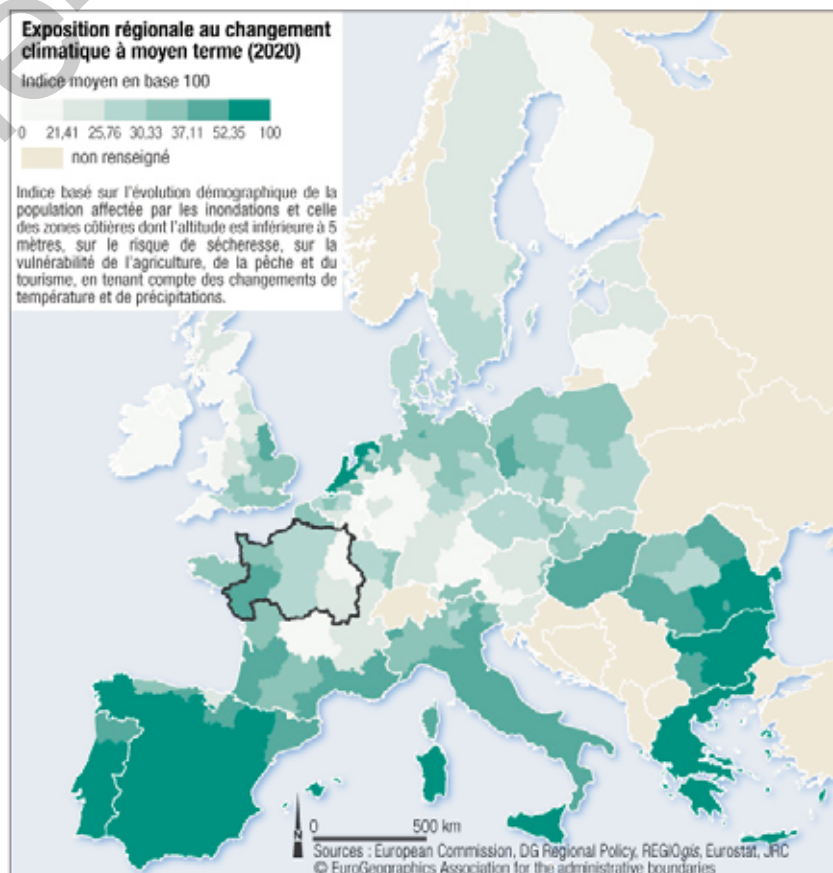 Exposition régionale au changement
climatique à moyen terme (2020)
Indice moyen en base 100
0 21,41 25,76 30,33 37,11 52,35 100
non renseigné
Indice basé sur l'évolution démographique de la
population affectée par les inondations et celle
des zones côtières dont l'altitude est inférieure à 5
mètres, sur le risque de sécheresse, sur la
vulnérabilité de l'agriculture, de la pêche et du
tourisme, en tenant compte des changements de
température et de précipitations.
N
0 500 km
Sources : European Commission, DG Regional Policy, REGIOgis, Eurostat, JRC
© EuroGeographics Association for the administrative boundaries